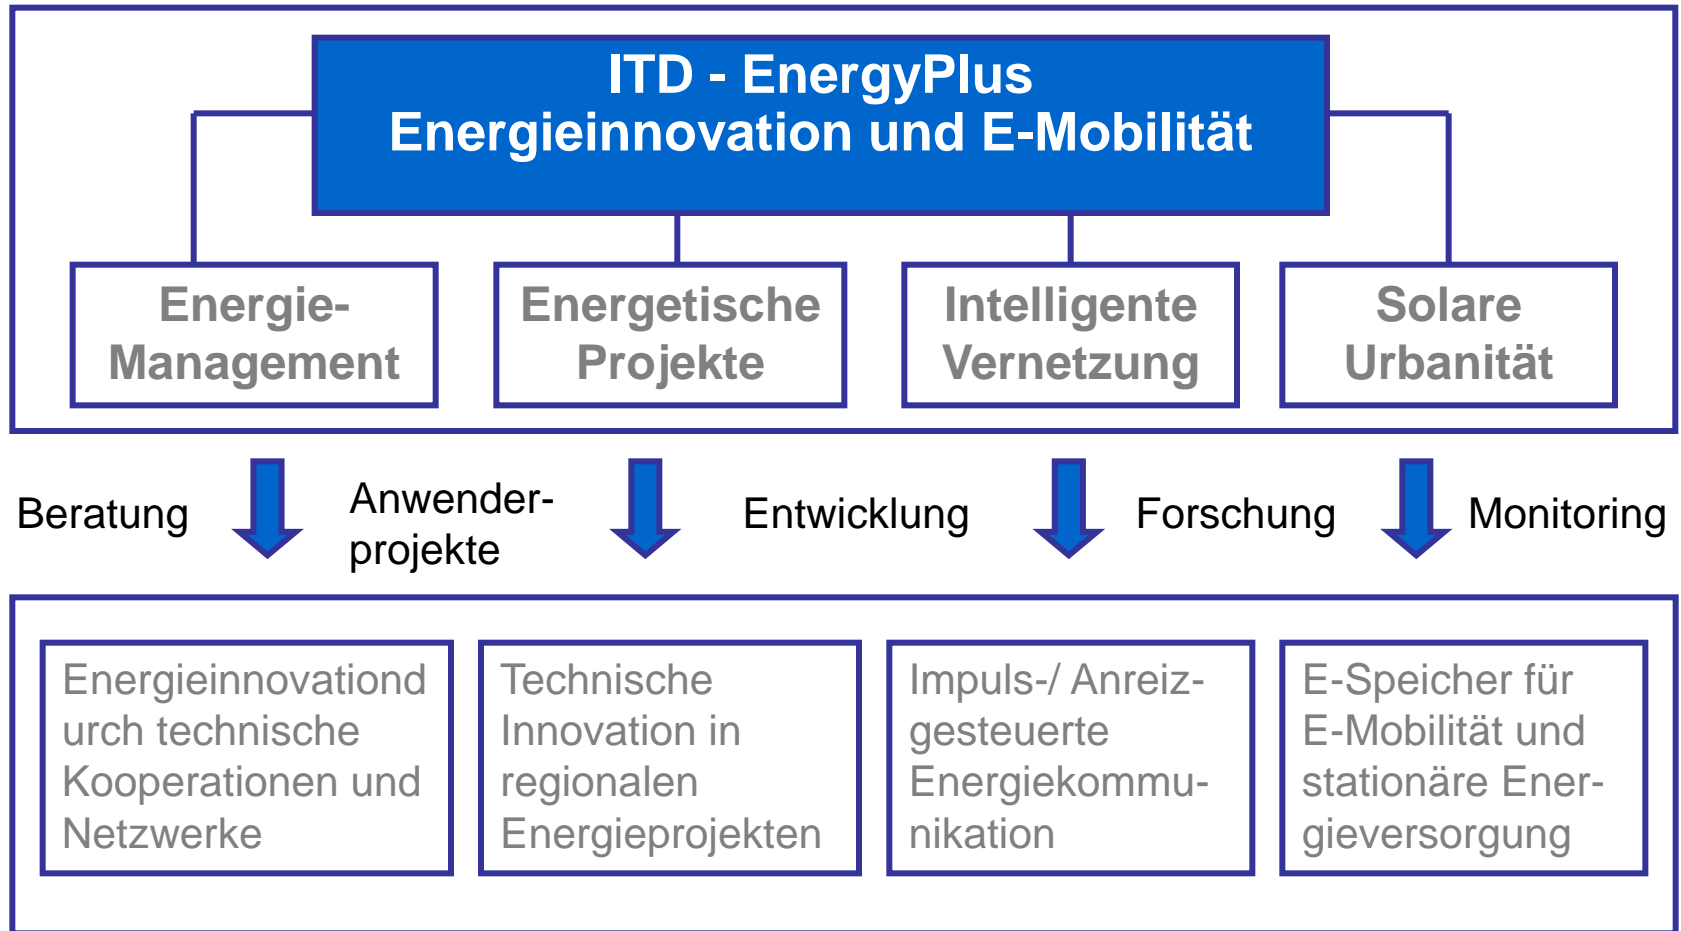 ITD - EnergyPlus
Energieinnovation und E-Mobilität
Energie-
Management
Energetische
Projekte
Intelligente
Vernetzung
Solare
Urbanität
Beratung
Anwender-
projekte
Entwicklung
Forschung
Monitoring
Energieinnovationd
urch technische
Kooperationen und
Netzwerke
Technische
Innovation in
regionalen
Energieprojekten
Impuls-/ Anreiz-
gesteuerte
Energiekommu-
nikation
E-Speicher für
E-Mobilität und
stationäre Ener-
gieversorgung